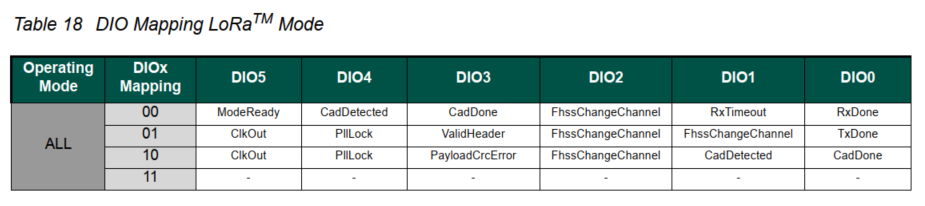 Table 18 DIO Mapping LoRa™ Mode
Operating Mode DIOx Mapping DIO5 DIO4 DIO3 DIO2 DIO1 DIO0
ALL
00 ModeReady CadDetected CadDone FhssChangeChannel RxTimeout RxDone
01 ClkOut PllLock ValidHeader FhssChangeChannel FhssChangeChannel TxDone
10 ClkOut PllLock PayloadCrcError FhssChangeChannel CadDetected CadDone
11 - - - - - -